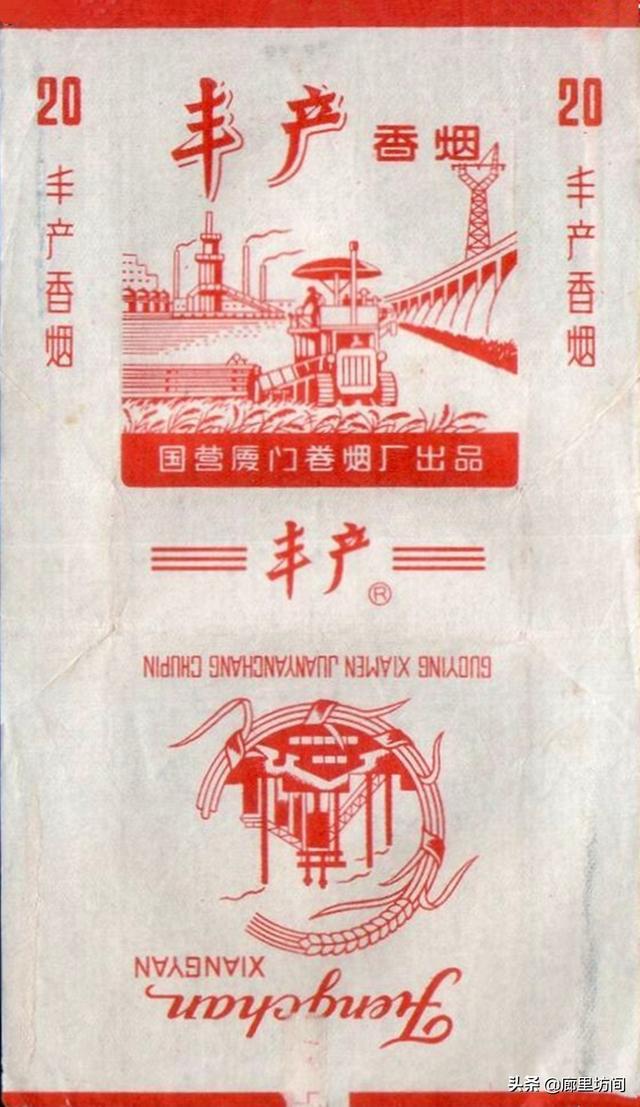 20
20
丰产 香烟
丰产香烟
丰产香烟
国营厦门卷烟厂出品
丰产®
GUOYING XIAMEN JUANYANCHANG CHUPIN
XIANGYAN
Fengchan
头条 @廊里坊间